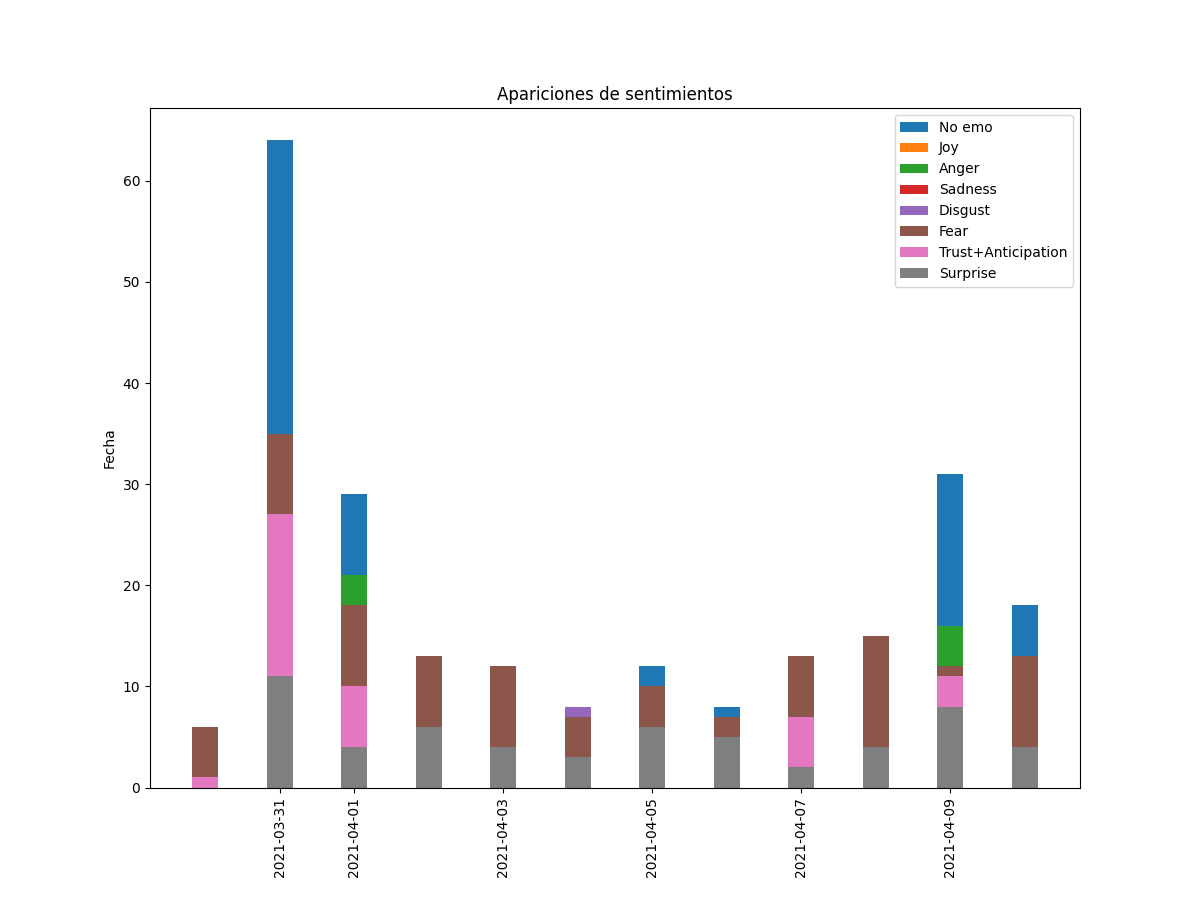 Apariciones de sentimientos
No emo
Joy
Anger
Sadness
Disgust
Fear
Trust+Anticipation
Surprise
Fecha
60
50
40
30
20
10
0
2021-03-31
2021-04-01
2021-04-03
2021-04-05
2021-04-07
2021-04-09